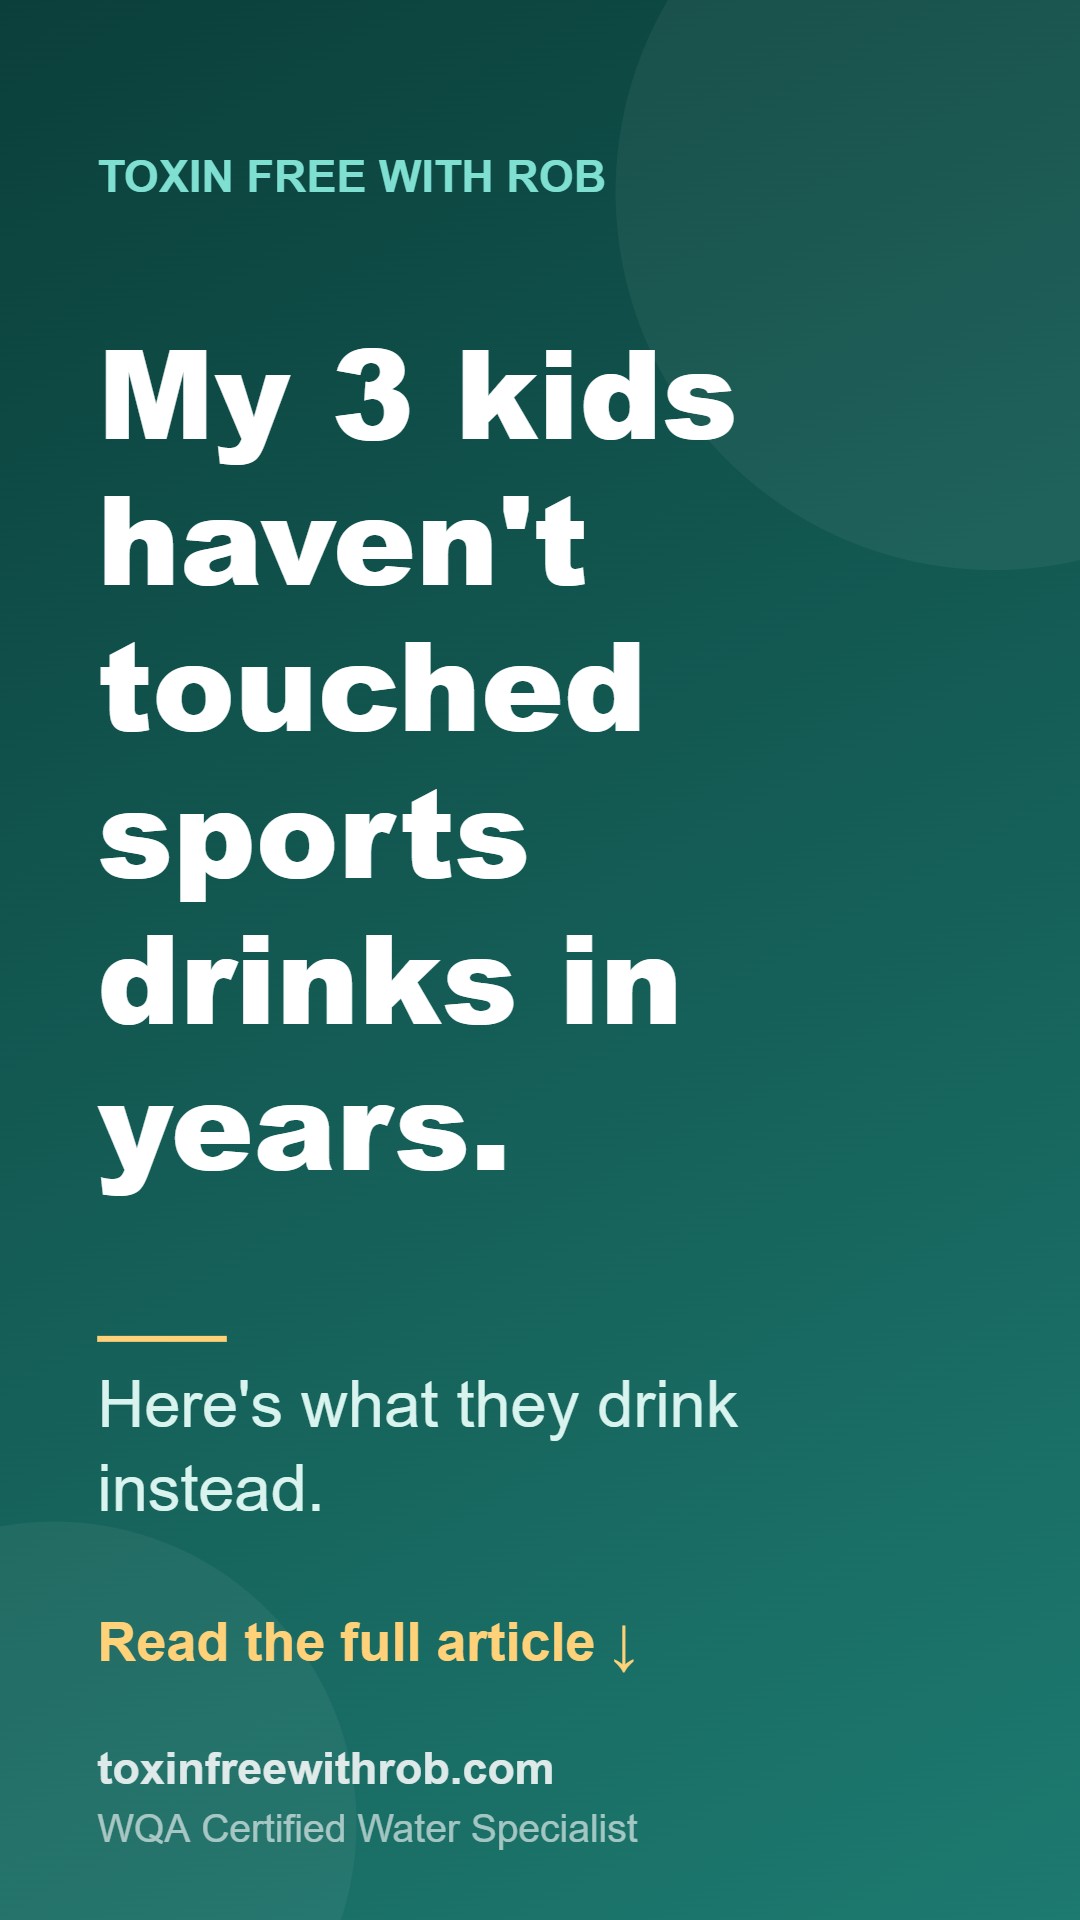 TOXIN FREE WITH ROB
My 3 kids
haven't
touched
sports
drinks in
years.
Here's what they drink
instead.
Read the full article ↓
toxinfreewithrob.com
WQA Certified Water Specialist